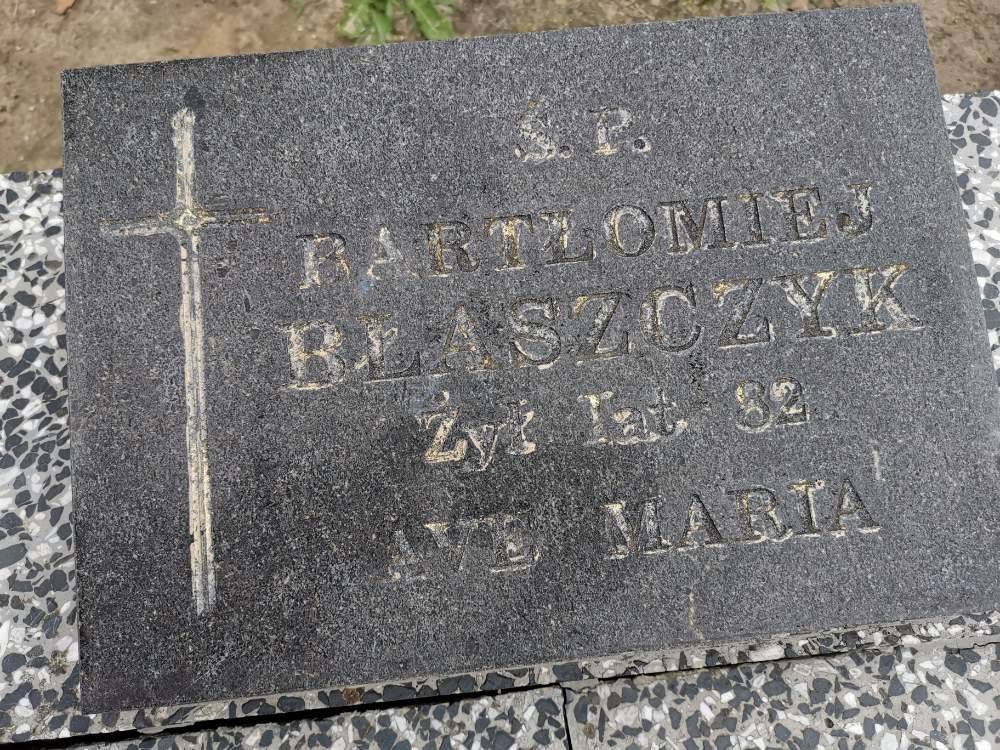 Ś.P.
BARTŁOMIEJ
BŁASZCZYK
Żył lat 82
AVE MARIA